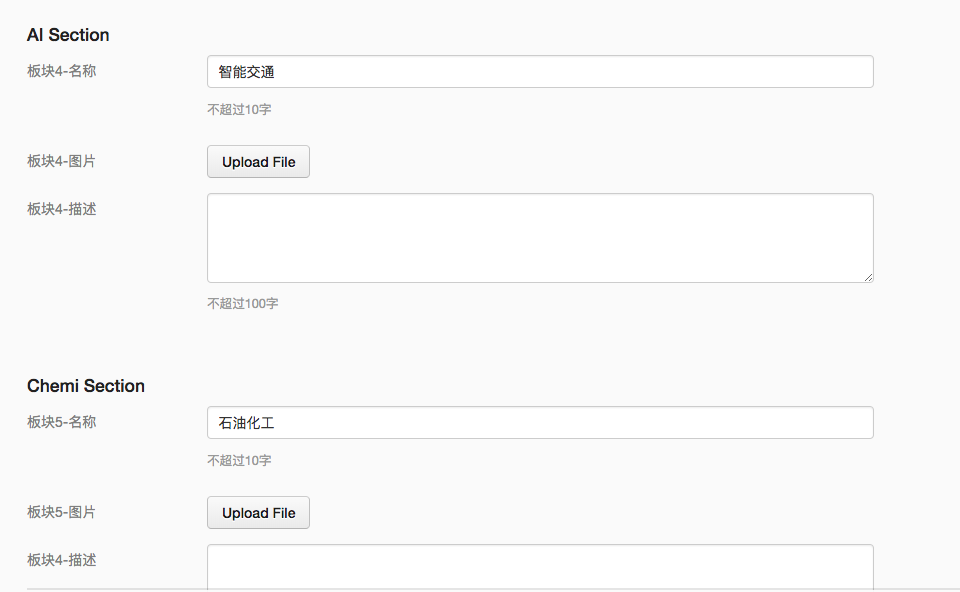 AI Section
板块4-名称
智能交通
不超过10字
板块4-图片
Upload File
板块4-描述
不超过100字
Chemi Section
板块5-名称
石油化工
不超过10字
板块5-图片
Upload File
板块4-描述